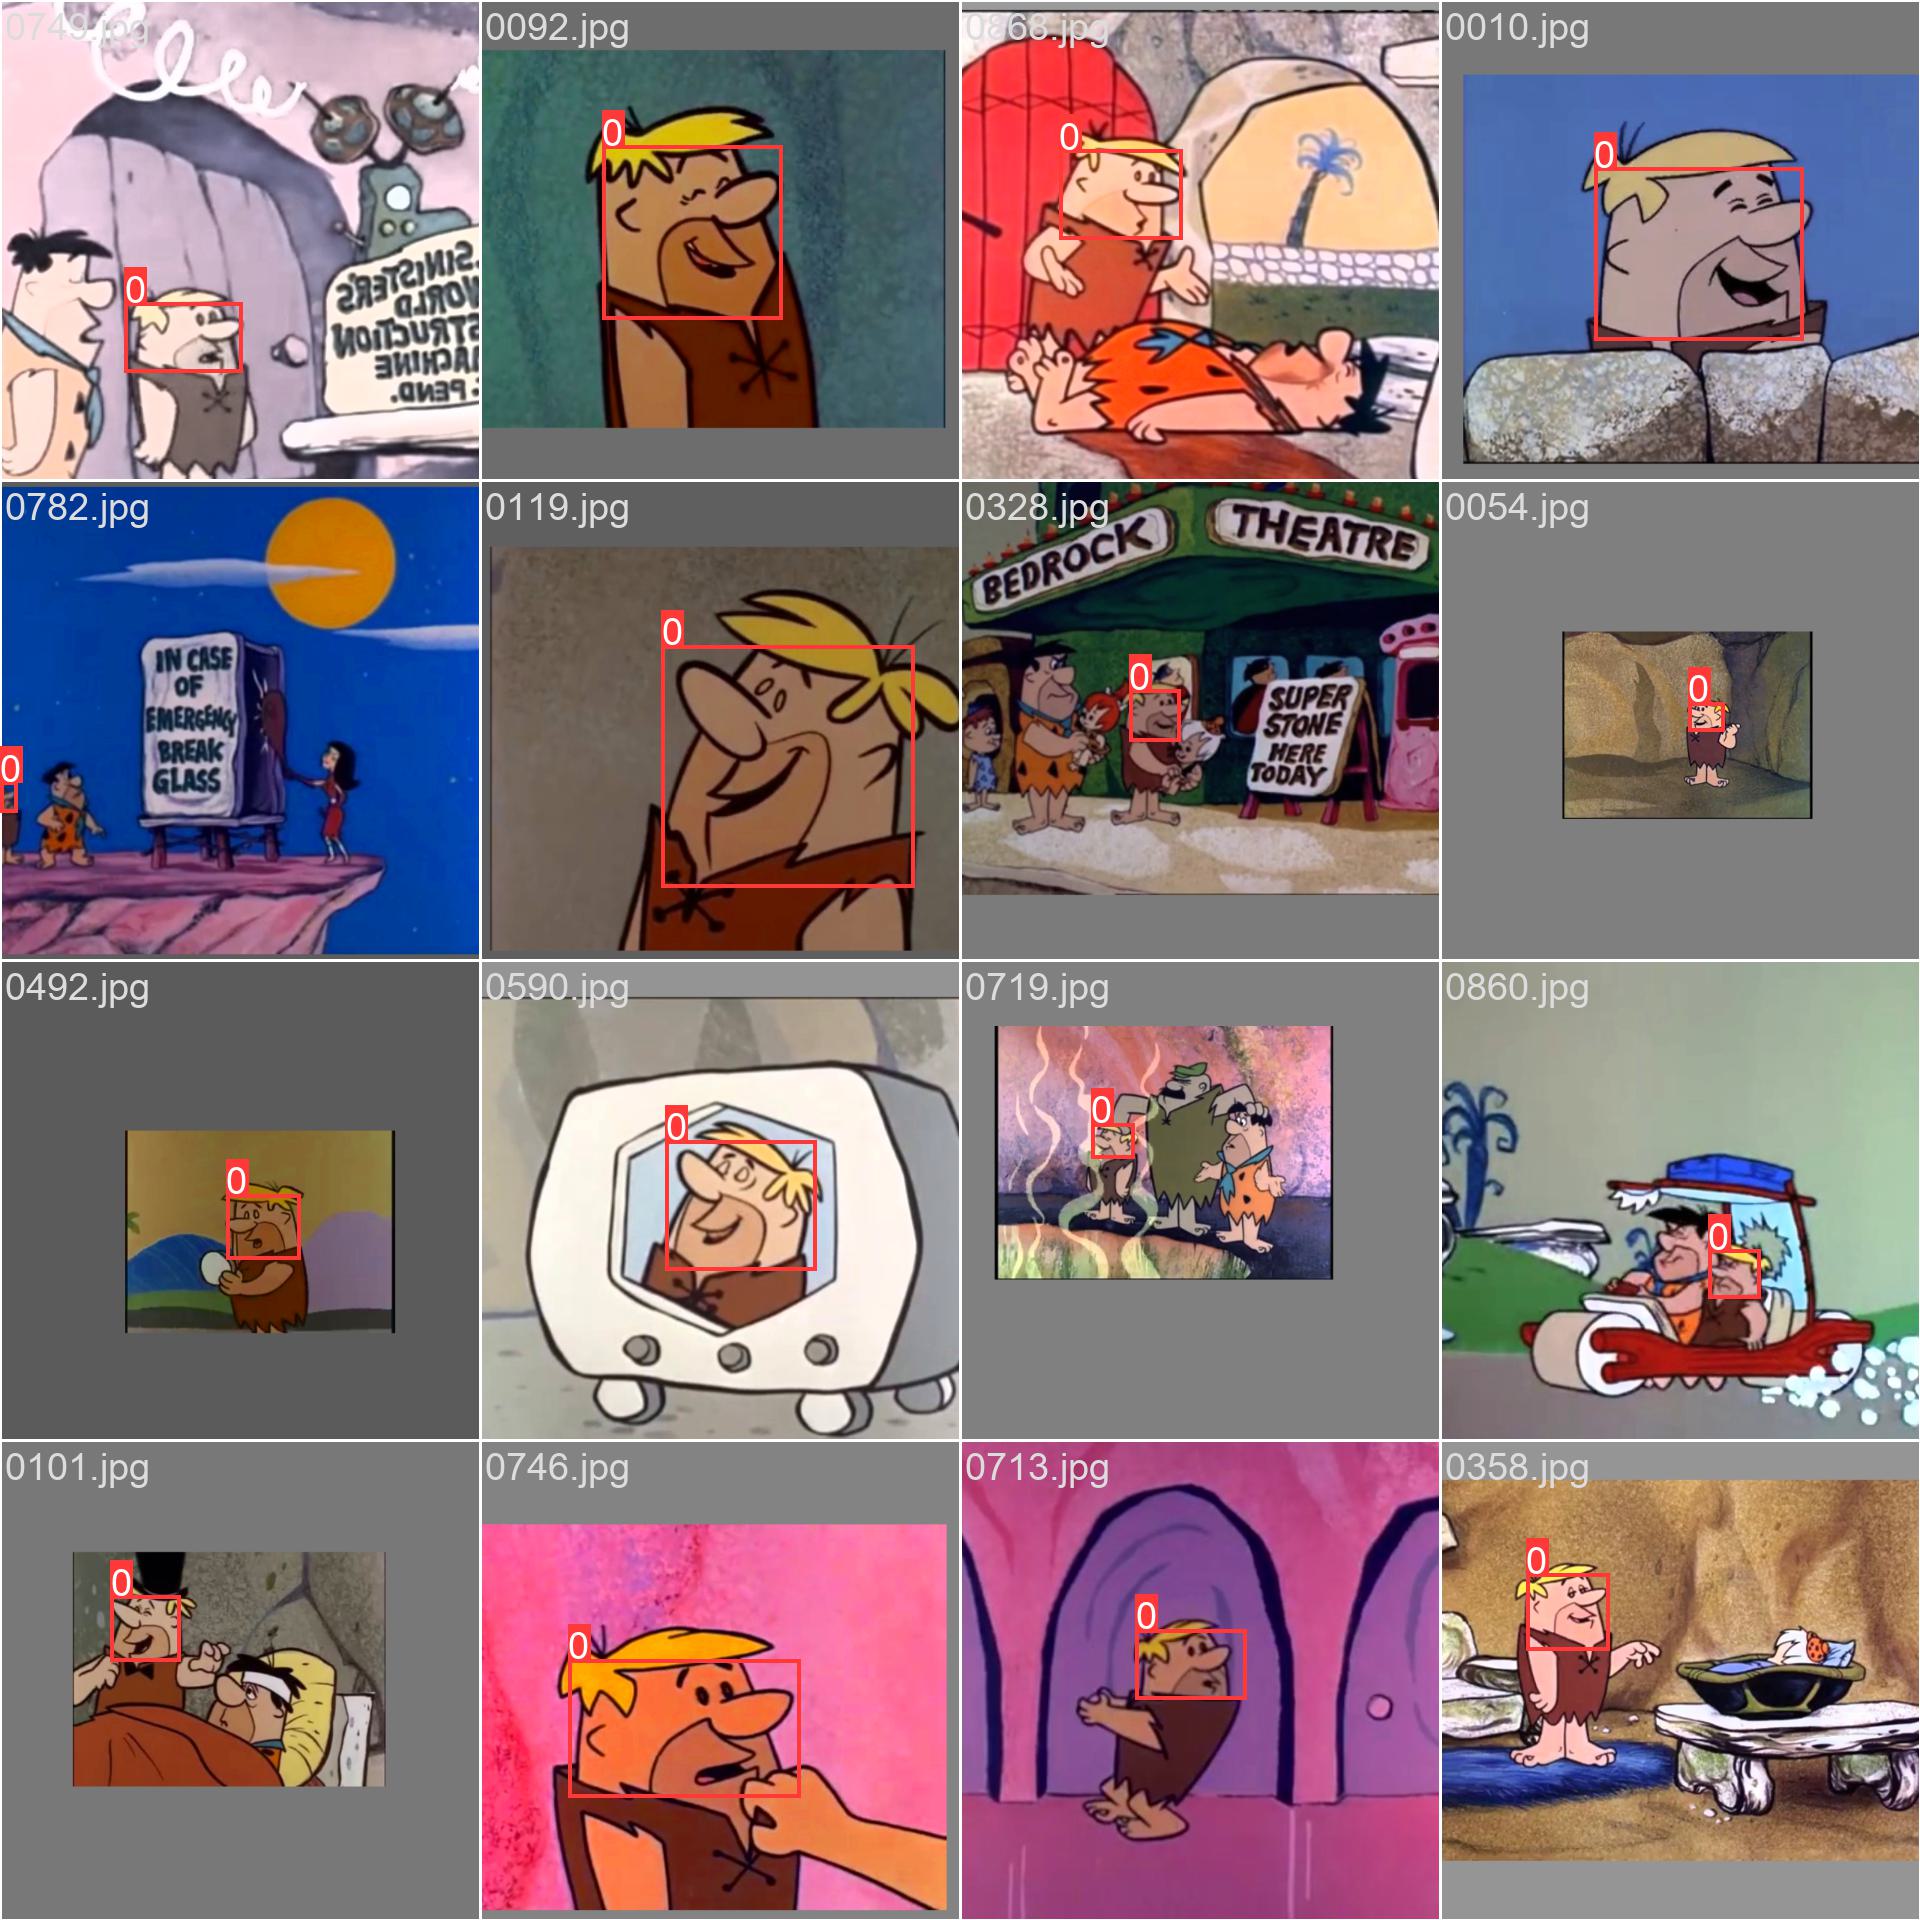 0749.jpg
0
SINISTER'S
WORLD
STRUCTION
MACHINE
PEND.
0092.jpg
0
0868.jpg
0
0010.jpg
0
0782.jpg
IN CASE
OF
EMERGENCY
BREAK
GLASS
0
0119.jpg
0
0328.jpg
BEDROCK THEATRE
0
SUPER
STONE
HERE
TODAY
0054.jpg
0
0492.jpg
0
0590.jpg
0
0719.jpg
0
0860.jpg
0
0101.jpg
0
0746.jpg
0
0713.jpg
0
0358.jpg
0